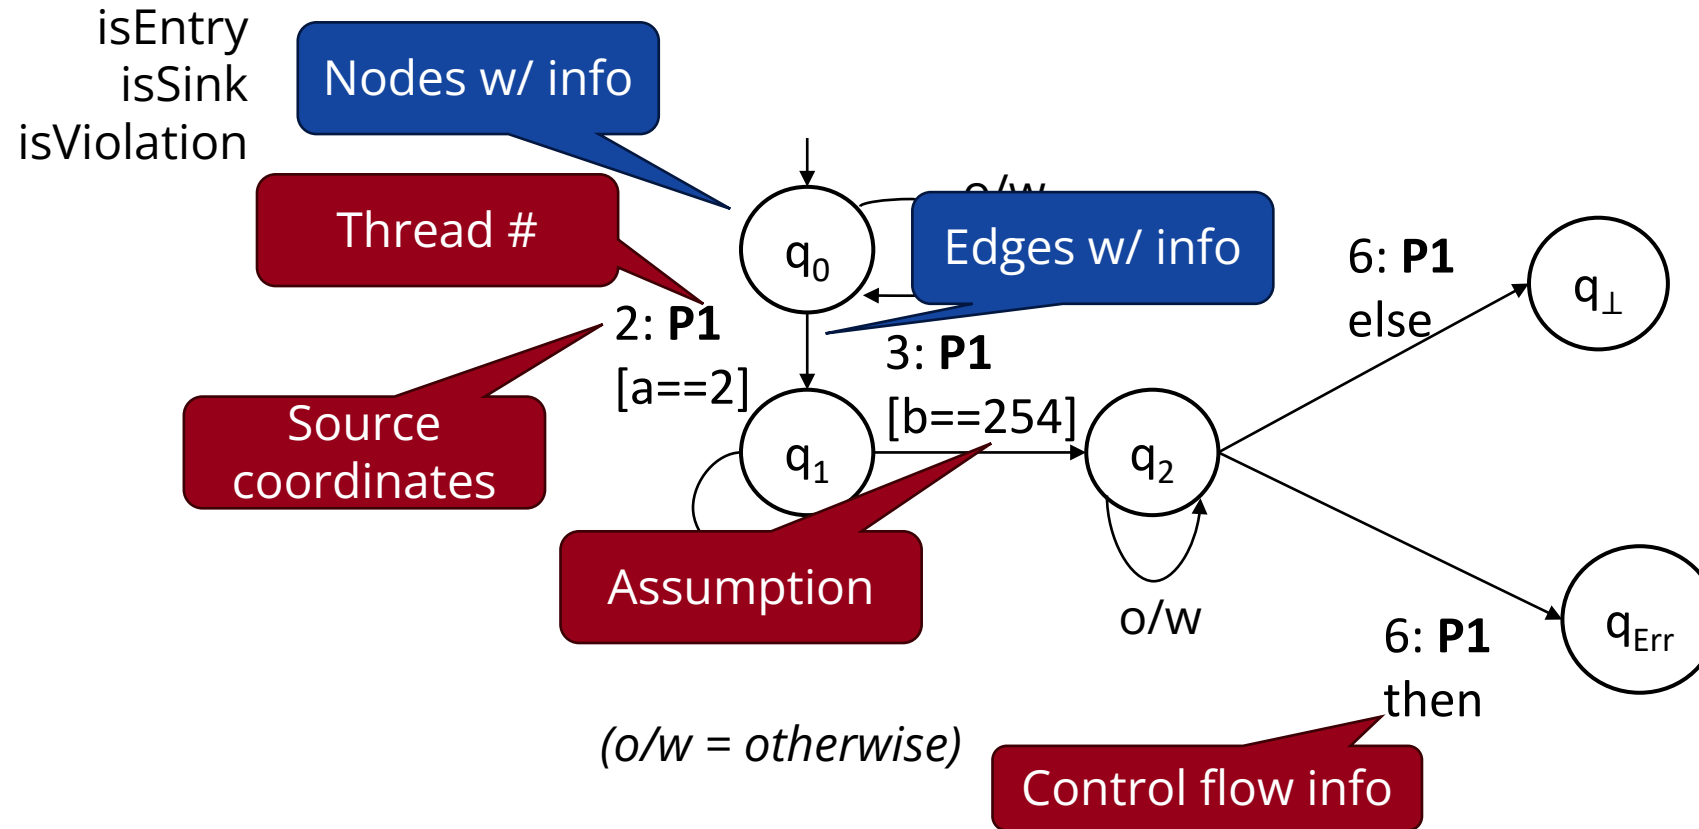 isEntry
isSink
isViolation
Nodes w/ info
Thread #
o/w
Edges w/ info
q0
2: P1
[a==2]
3: P1
[b==254]
6: P1
else
q⊥
Source
coordinates
q1
q2
Assumption
o/w
6: P1
then
qErr
(o/w = otherwise)
Control flow info